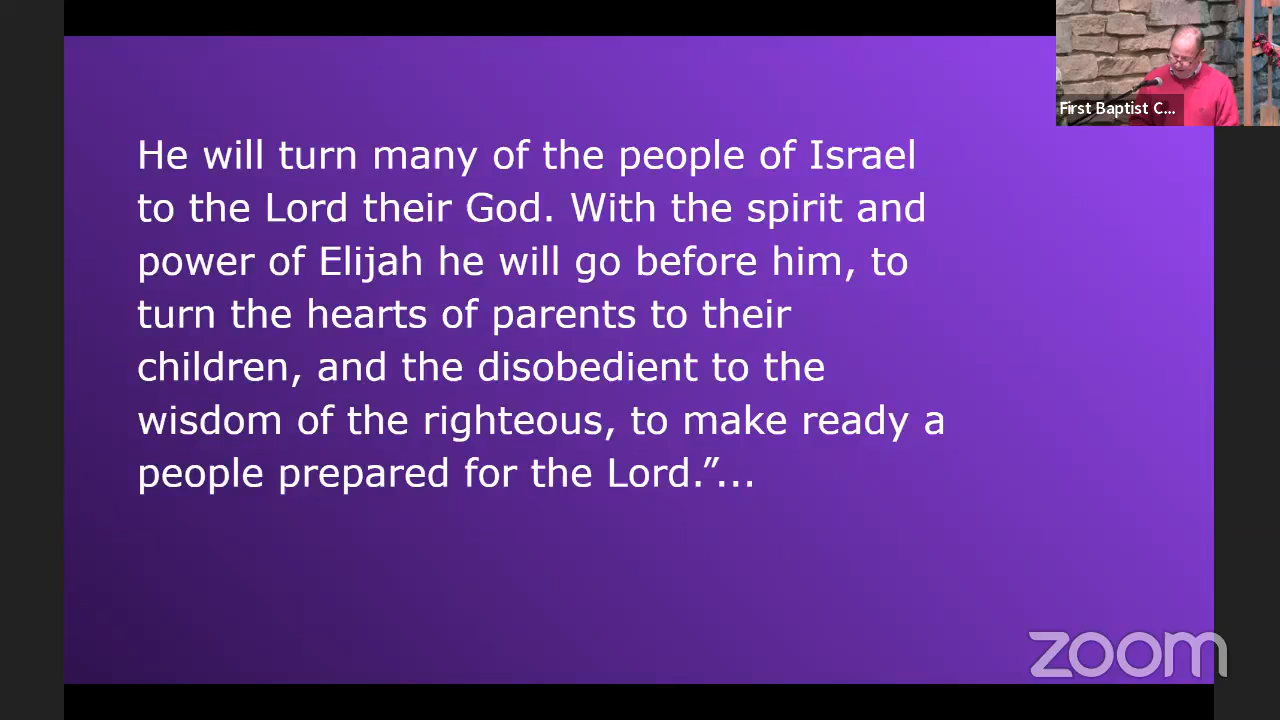 First Baptist C...
He will turn many of the people of Israel
to the Lord their God. With the spirit and
power of Elijah he will go before him, to
turn the hearts of parents to their
children, and the disobedient to the
wisdom of the righteous, to make ready a
people prepared for the Lord.”...
zoom